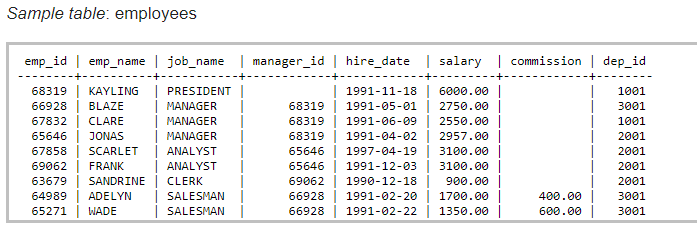 Sample table: employees
emp_id | emp_name | job_name | manager_id | hire_date | salary | commission | dep_id
-------+----------+-----------+------------+------------+---------+------------+--------
68319 | KAYLING | PRESIDENT | | 1991-11-18 | 6000.00 | | 1001
66928 | BLAZE | MANAGER | 68319 | 1991-05-01 | 2750.00 | | 3001
67832 | CLARE | MANAGER | 68319 | 1991-06-09 | 2550.00 | | 1001
65646 | JONAS | MANAGER | 68319 | 1991-04-02 | 2957.00 | | 2001
67858 | SCARLET | ANALYST | 65646 | 1997-04-19 | 3100.00 | | 2001
69062 | FRANK | ANALYST | 65646 | 1991-12-03 | 3100.00 | | 2001
63679 | SANDRINE | CLERK | 69062 | 1990-12-18 | 900.00 | | 2001
64989 | ADELYN | SALESMAN | 66928 | 1991-02-20 | 1700.00 | 400.00 | 3001
65271 | WADE | SALESMAN | 66928 | 1991-02-22 | 1350.00 | 600.00 | 3001